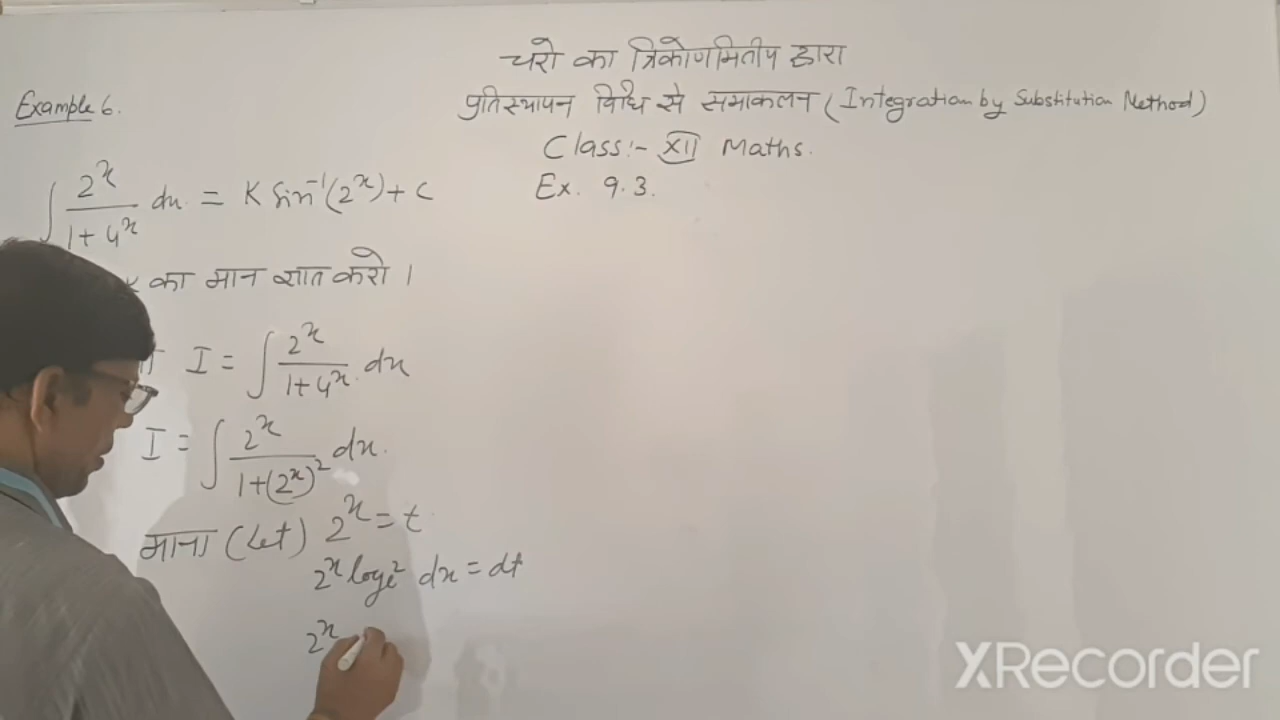 चरो का त्रिकोणमितीय द्वारा
प्रतिस्थापन विधि से समाकलन (Integration by Substitution Method)
Class:- XII Maths.
Ex. 9.3.
Example 6.
∫ 2^x / (1+4^x) dx = K Sin⁻¹(2^x) + C
K का मान ज्ञात करो।
I = ∫ 2^x / (1+4^x) dx
I = ∫ 2^x / (1+(2^x)²) dx.
माना (Let) 2^x = t
2^x logₑ2 dx = dt
2^x
XRecorder